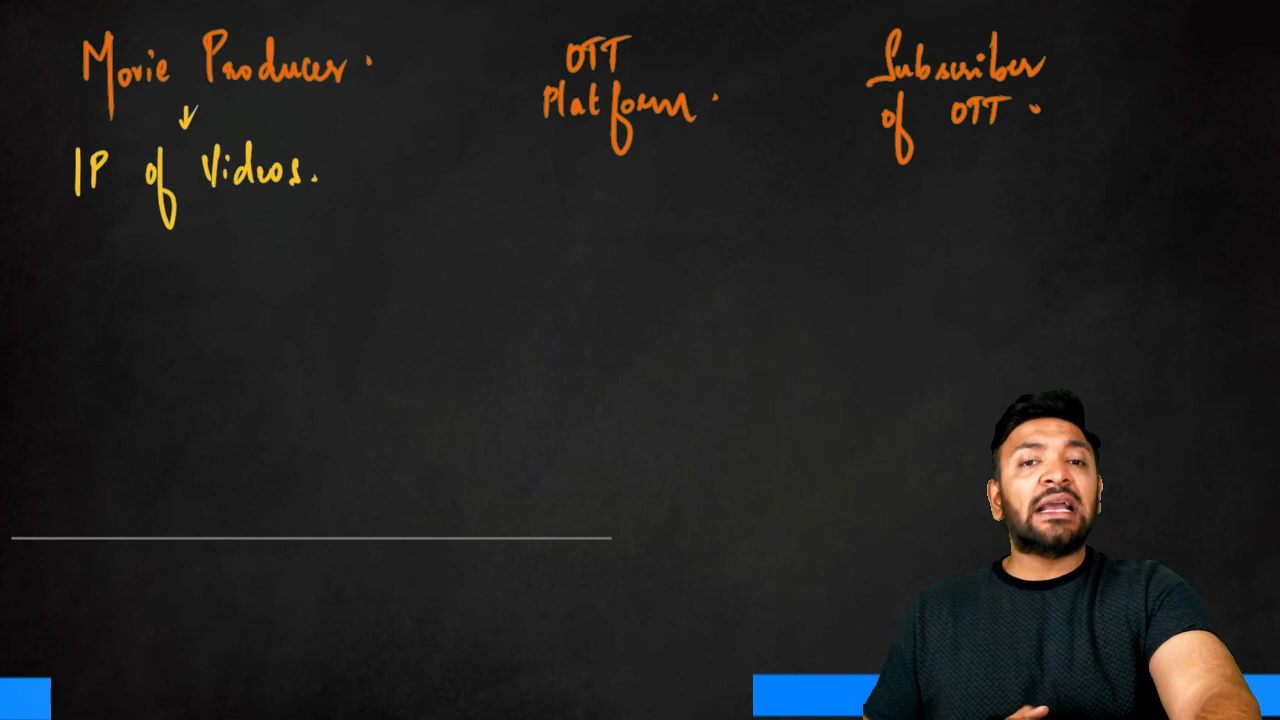 Movie Producer.
IP of Videos.
OTT
Platform.
Subscriber
of OTT.